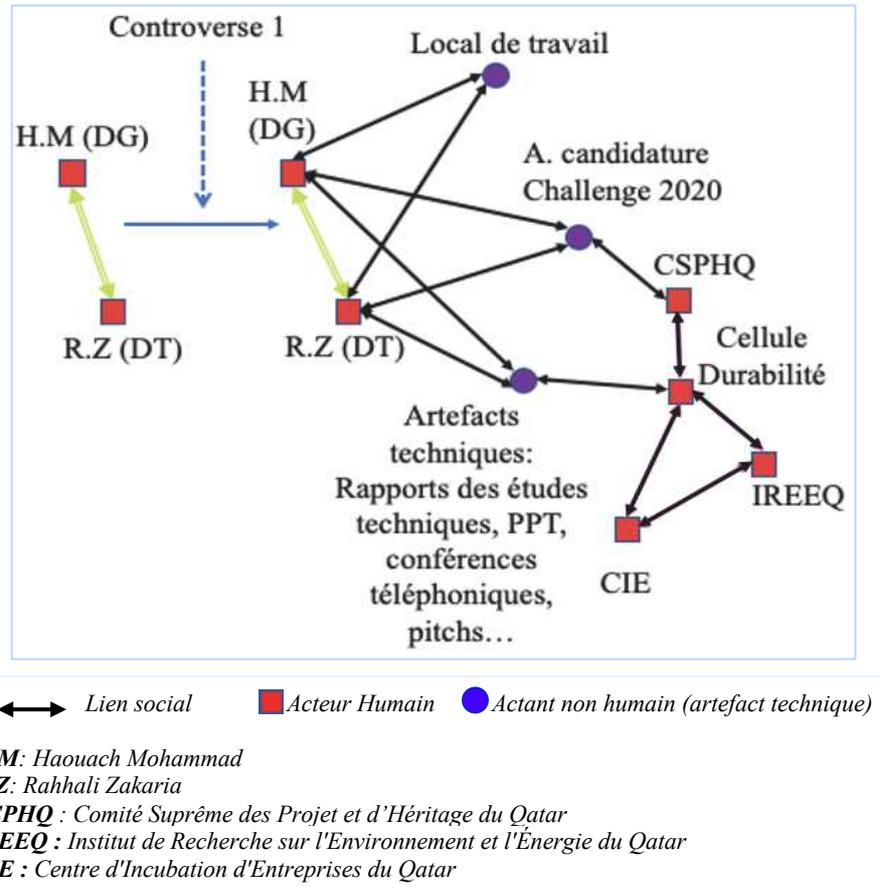 Controverse 1
Local de travail
H.M
(DG)
H.M (DG)
A. candidature
Challenge 2020
CSPHQ
Cellule
Durabilité
R.Z (DT)
R.Z (DT)
Artefacts
techniques:
Rapports des études
techniques, PPT,
conférences
téléphoniques,
pitchs…
IREEQ
CIE
Lien social Acteur Humain Actant non humain (artefact technique)
M: Haouach Mohammad
Z: Rahhali Zakaria
SPHQ : Comité Suprême des Projet et d’Héritage du Qatar
EEQ : Institut de Recherche sur l'Environnement et l'Énergie du Qatar
E : Centre d'Incubation d'Entreprises du Qatar